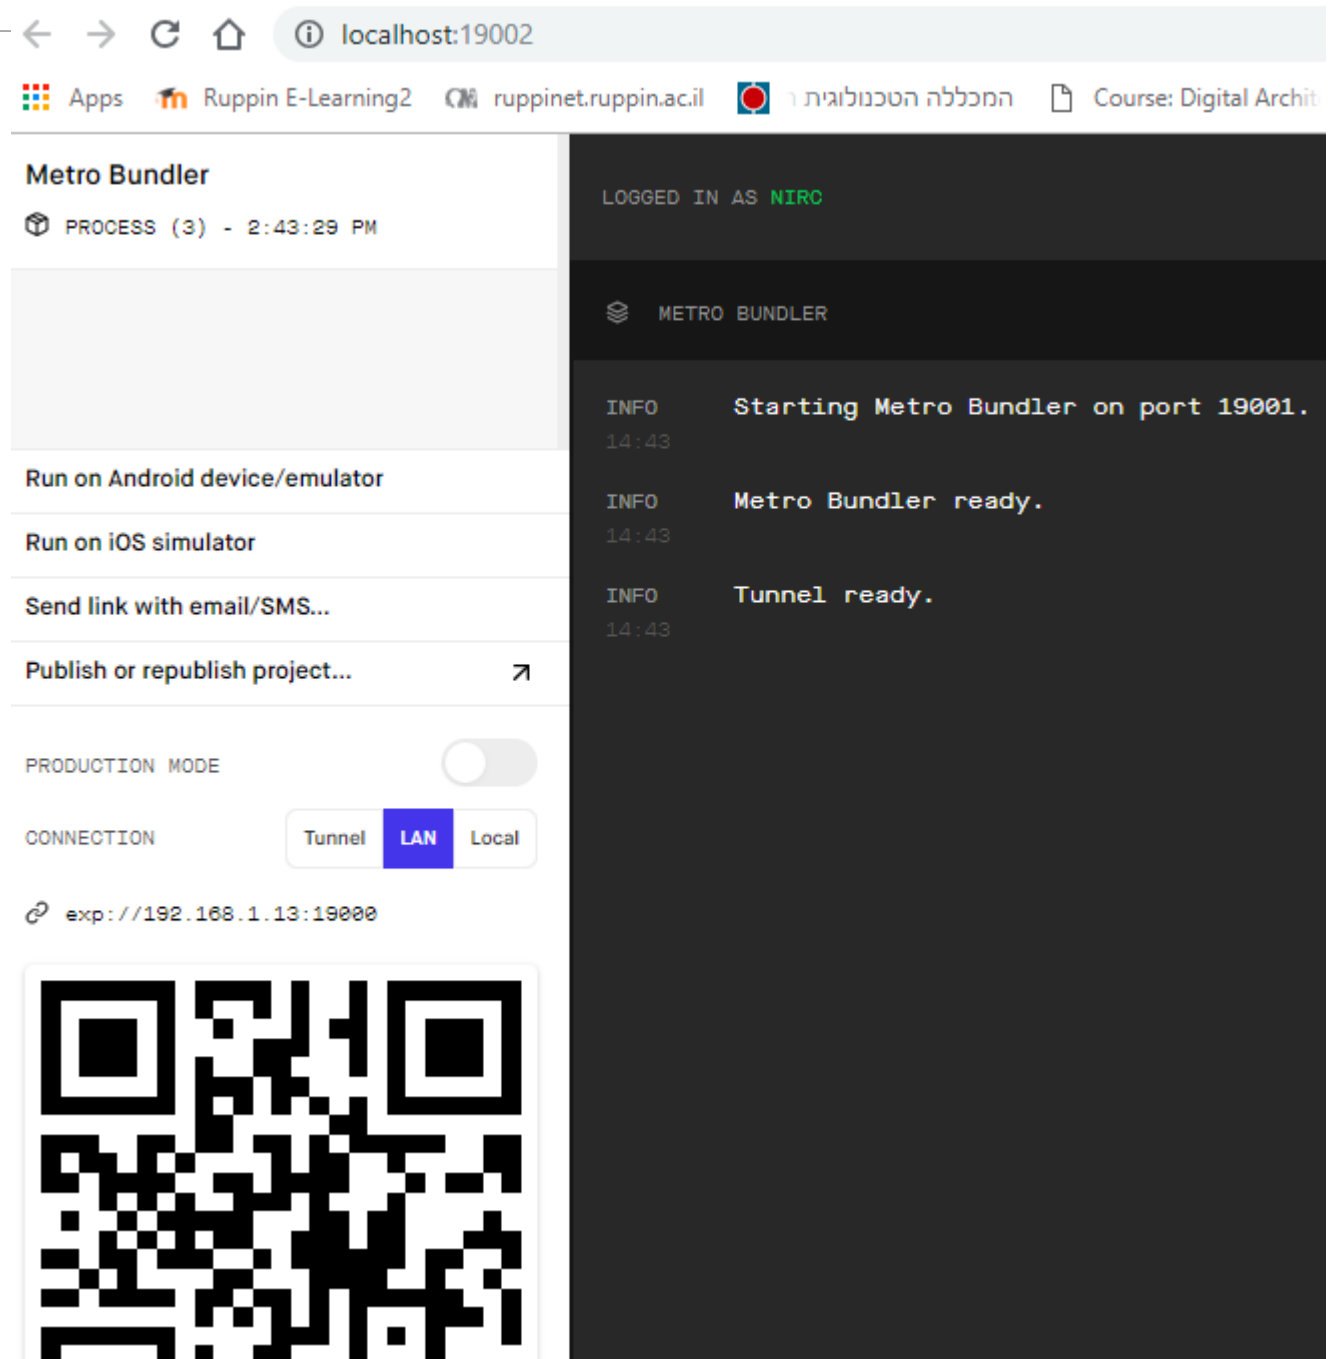 localhost:19002
Apps Ruppin E-Learning2 ruppinet.ruppin.ac.il המכללה הטכנולוגית Course: Digital Archit
Metro Bundler
PROCESS (3) - 2:43:29 PM
Run on Android device/emulator
Run on iOS simulator
Send link with email/SMS...
Publish or republish project...
PRODUCTION MODE
CONNECTION Tunnel LAN Local
exp://192.168.1.13:19000
LOGGED IN AS NIRC
METRO BUNDLER
INFO Starting Metro Bundler on port 19001.
14:43
INFO Metro Bundler ready.
14:43
INFO Tunnel ready.
14:43